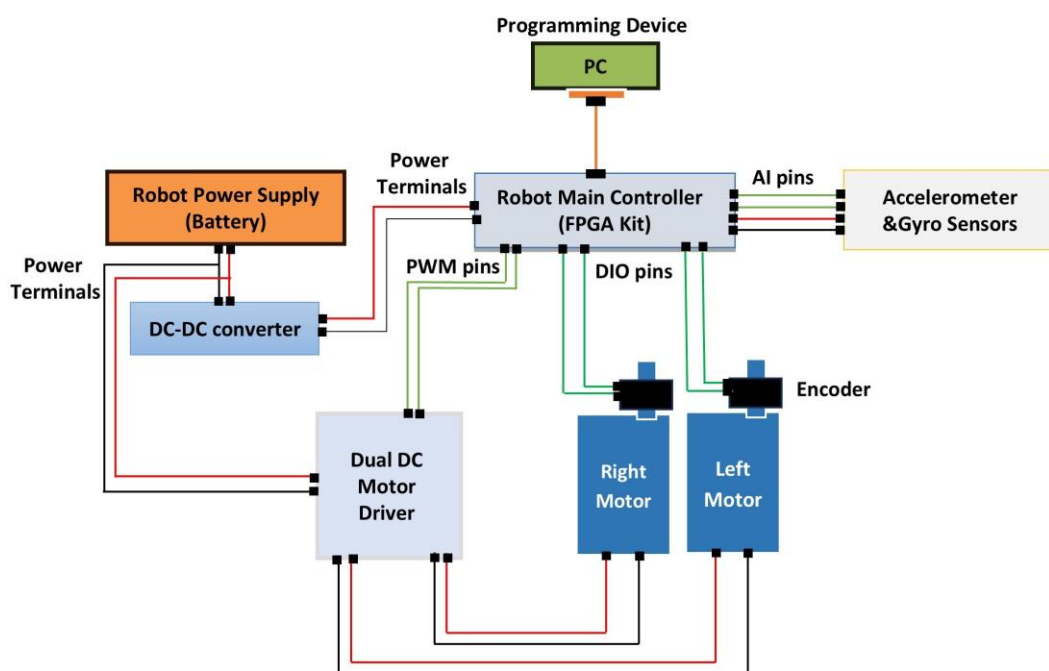 Programming Device
PC
Power
Terminals
AI pins
Robot Power Supply
(Battery)
Robot Main Controller
(FPGA Kit)
Accelerometer
&Gyro Sensors
Power
Terminals
PWM pins
DIO pins
DC-DC converter
Encoder
Dual DC
Motor
Driver
Right
Motor
Left
Motor